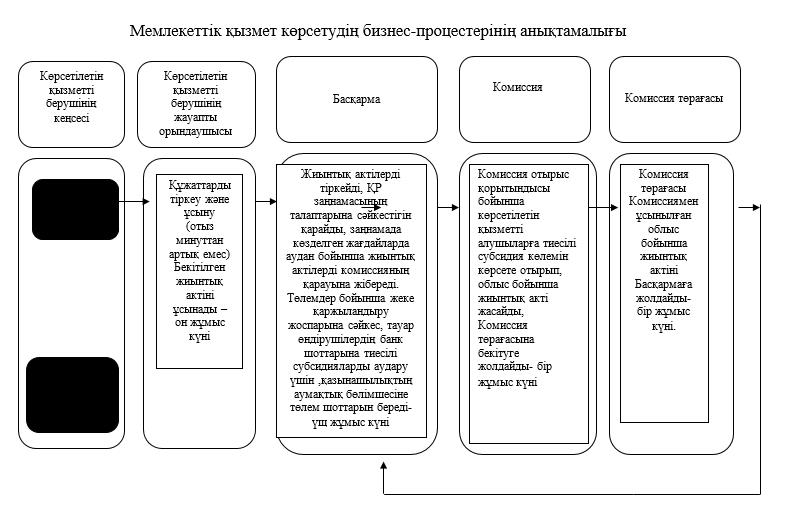 Мемлекеттік қызмет көрсетудің бизнес-процестерінің анықтамалығы
Көрсетілетін
қызметті
берушінің
кеңсесі
Көрсетілетін
қызметті
берушінің
жауапты
орындаушысы
Басқарма
Комиссия
Комиссия төрағасы
Құжаттарды
тіркеу және
ұсыну
(отыз
минуттан
артық емес)
Бекітілген
жиынтық
актіні
ұсынады –
он жұмыс
күні
Жиынтық актілерді
тіркейді, ҚР
заңнамасының
талаптарына сәйкестігін
қарайды, заңнамада
көзделген жағдайларда
аудан бойынша жиынтық
актілерді комиссияның
қарауына жібереді.
Төлемдер бойынша жеке
қаржыландыру
жоспарына сәйкес, тауар
өндірушілердің банк
шоттарына тиесілі
субсидияларды аудару
үшін ,қазынашылықтың
аумақтық бөлімшесіне
төлем шоттарын береді-
үш жұмыс күні
Комиссия отырыс
қорытындысы
бойынша
көрсетілетін
қызметті
алушыларға тиесілі
субсидия көлемін
көрсете отырып,
облыс бойынша
жиынтық акті
жасайды,
Комиссия
төрағасына
бекітуге
жолдайды- бір
жұмыс күні
Комиссия
төрағасы
Комиссиямен
ұсынылған
облыс
бойынша
жиынтық
актіні
Басқармаға
жолдайды-
бір жұмыс
күні.